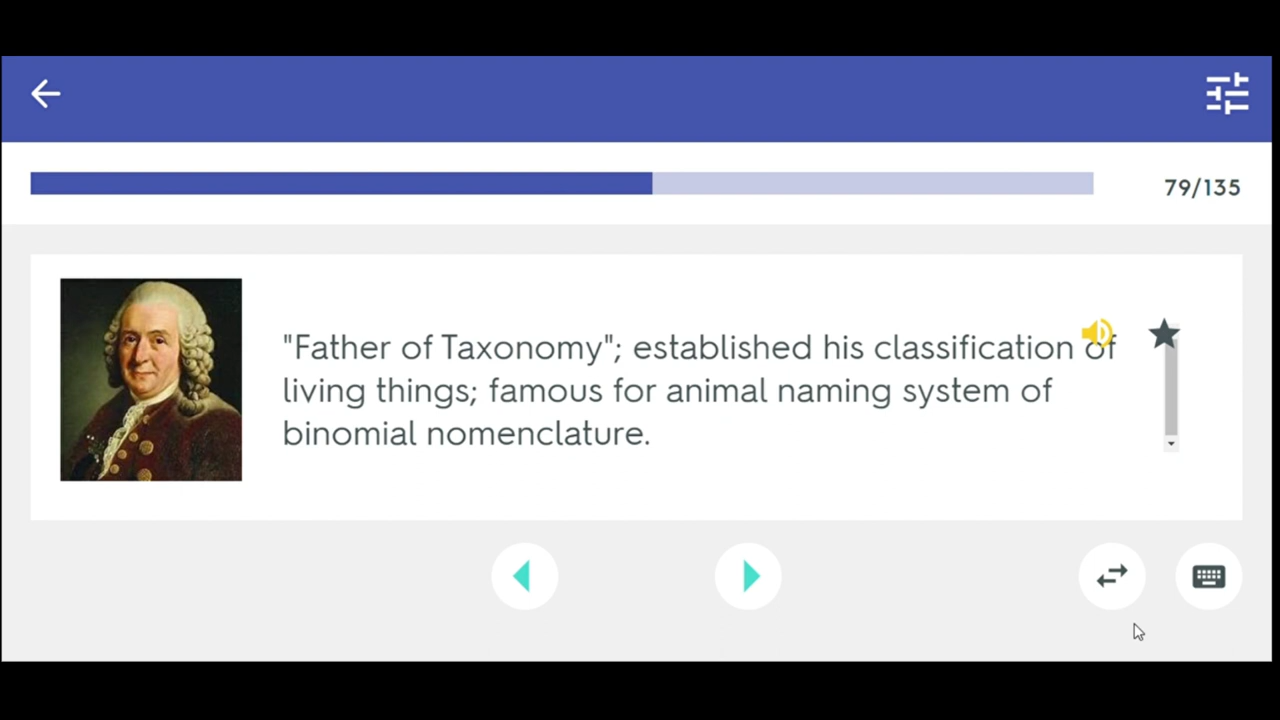 79/135
"Father of Taxonomy"; established his classification of
living things; famous for animal naming system of
binomial nomenclature.